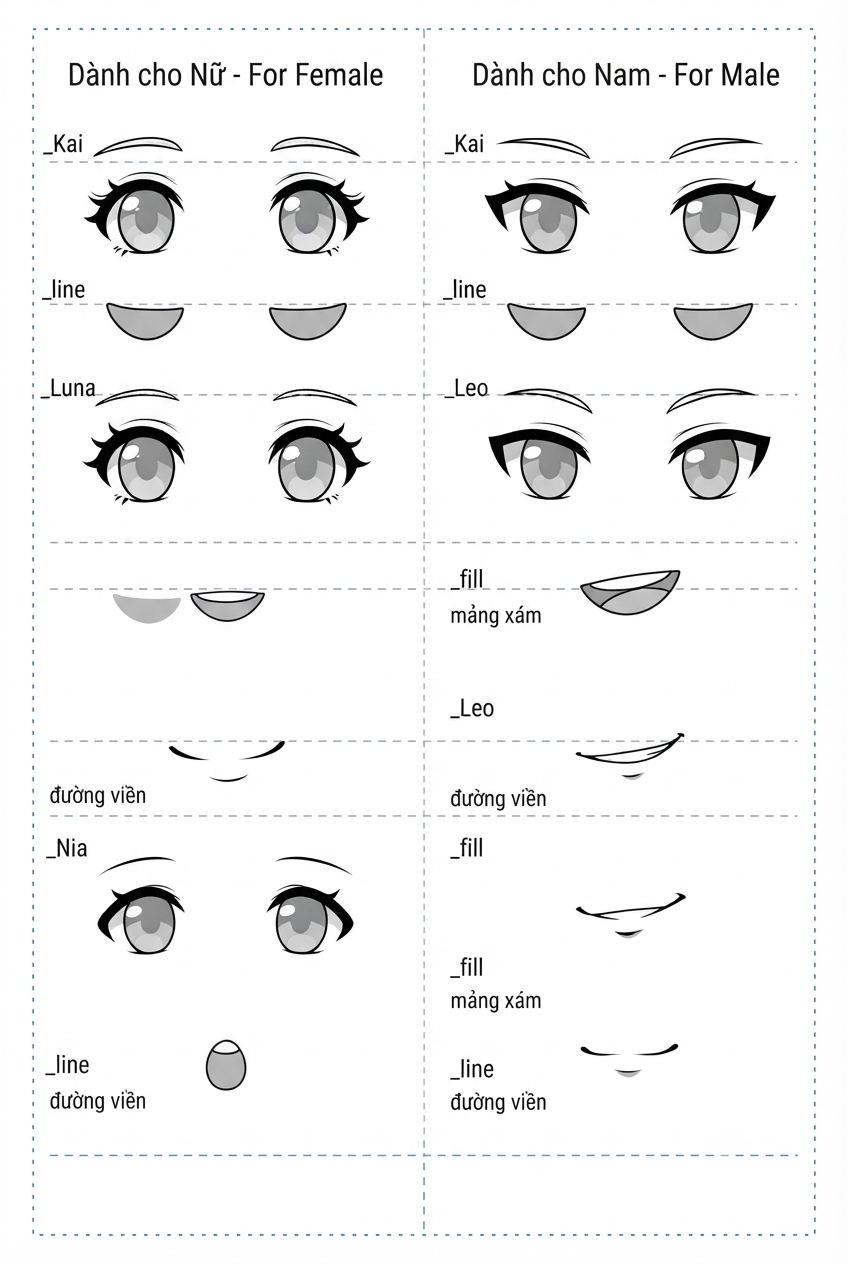 Dành cho Nữ - For Female
_Kai
_line
_Luna
đường viền
_Nia
_line
đường viền
Dành cho Nam - For Male
_Kai
_line
_Leo
_fill
mảng xám
_Leo
đường viền
_fill
_fill
mảng xám
_line
đường viền